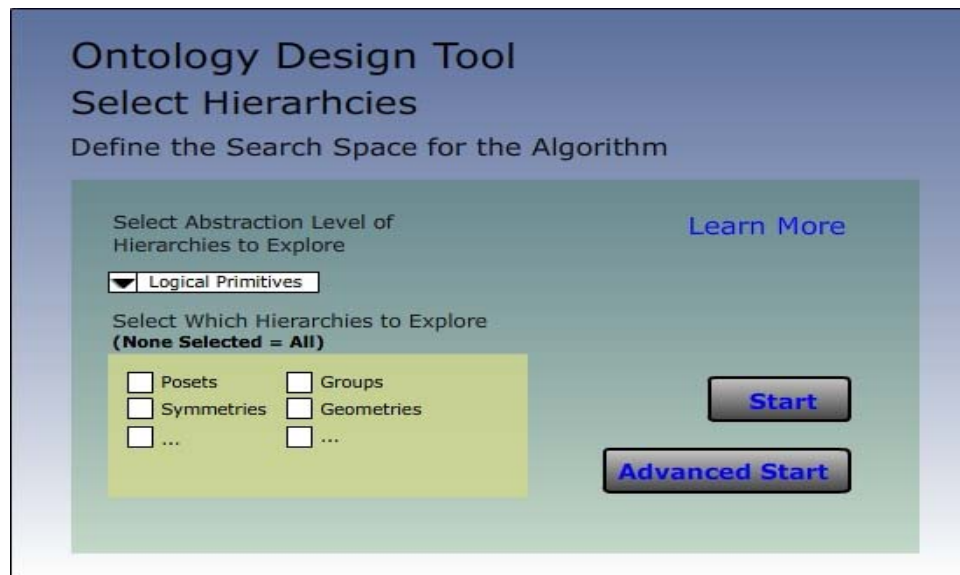 Ontology Design Tool
Select Hierarhcies
Define the Search Space for the Algorithm
Select Abstraction Level of
Hierarchies to Explore
Learn More
Logical Primitives
Select Which Hierarchies to Explore
(None Selected = All)
Posets
Groups
Symmetries
Geometries
...
...
Start
Advanced Start